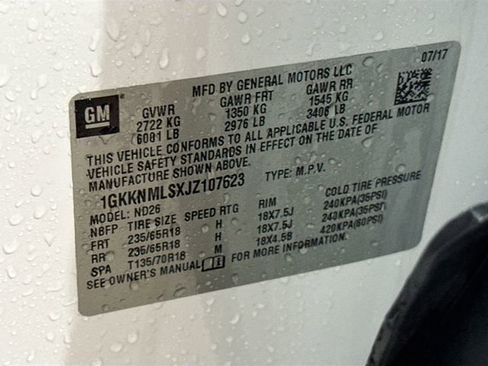 07/17
MFD BY GENERAL MOTORS LLC
GM
GVWR GAWR FRT GAWR RR
2722 KG 1350 KG 1545 KG
6001 LB 2976 LB 3406 LB
THIS VEHICLE CONFORMS TO ALL APPLICABLE U.S. FEDERAL MOTOR
VEHICLE SAFETY STANDARDS IN EFFECT ON THE DATE OF
MANUFACTURE SHOWN ABOVE.
1GKKNMLSXJZ107623 TYPE: M.P.V.
MODEL: ND26
NBFP TIRE SIZE SPEED RTG RIM COLD TIRE PRESSURE
FRT 235/65R18 H 18X7.5J 240KPA(35PSI)
RR 235/65R18 H 18X7.5J 240KPA(35PSI)
SPA T135/70R18 M 18X4.5B 420KPA(60PSI)
SEE OWNER'S MANUAL FOR MORE INFORMATION.